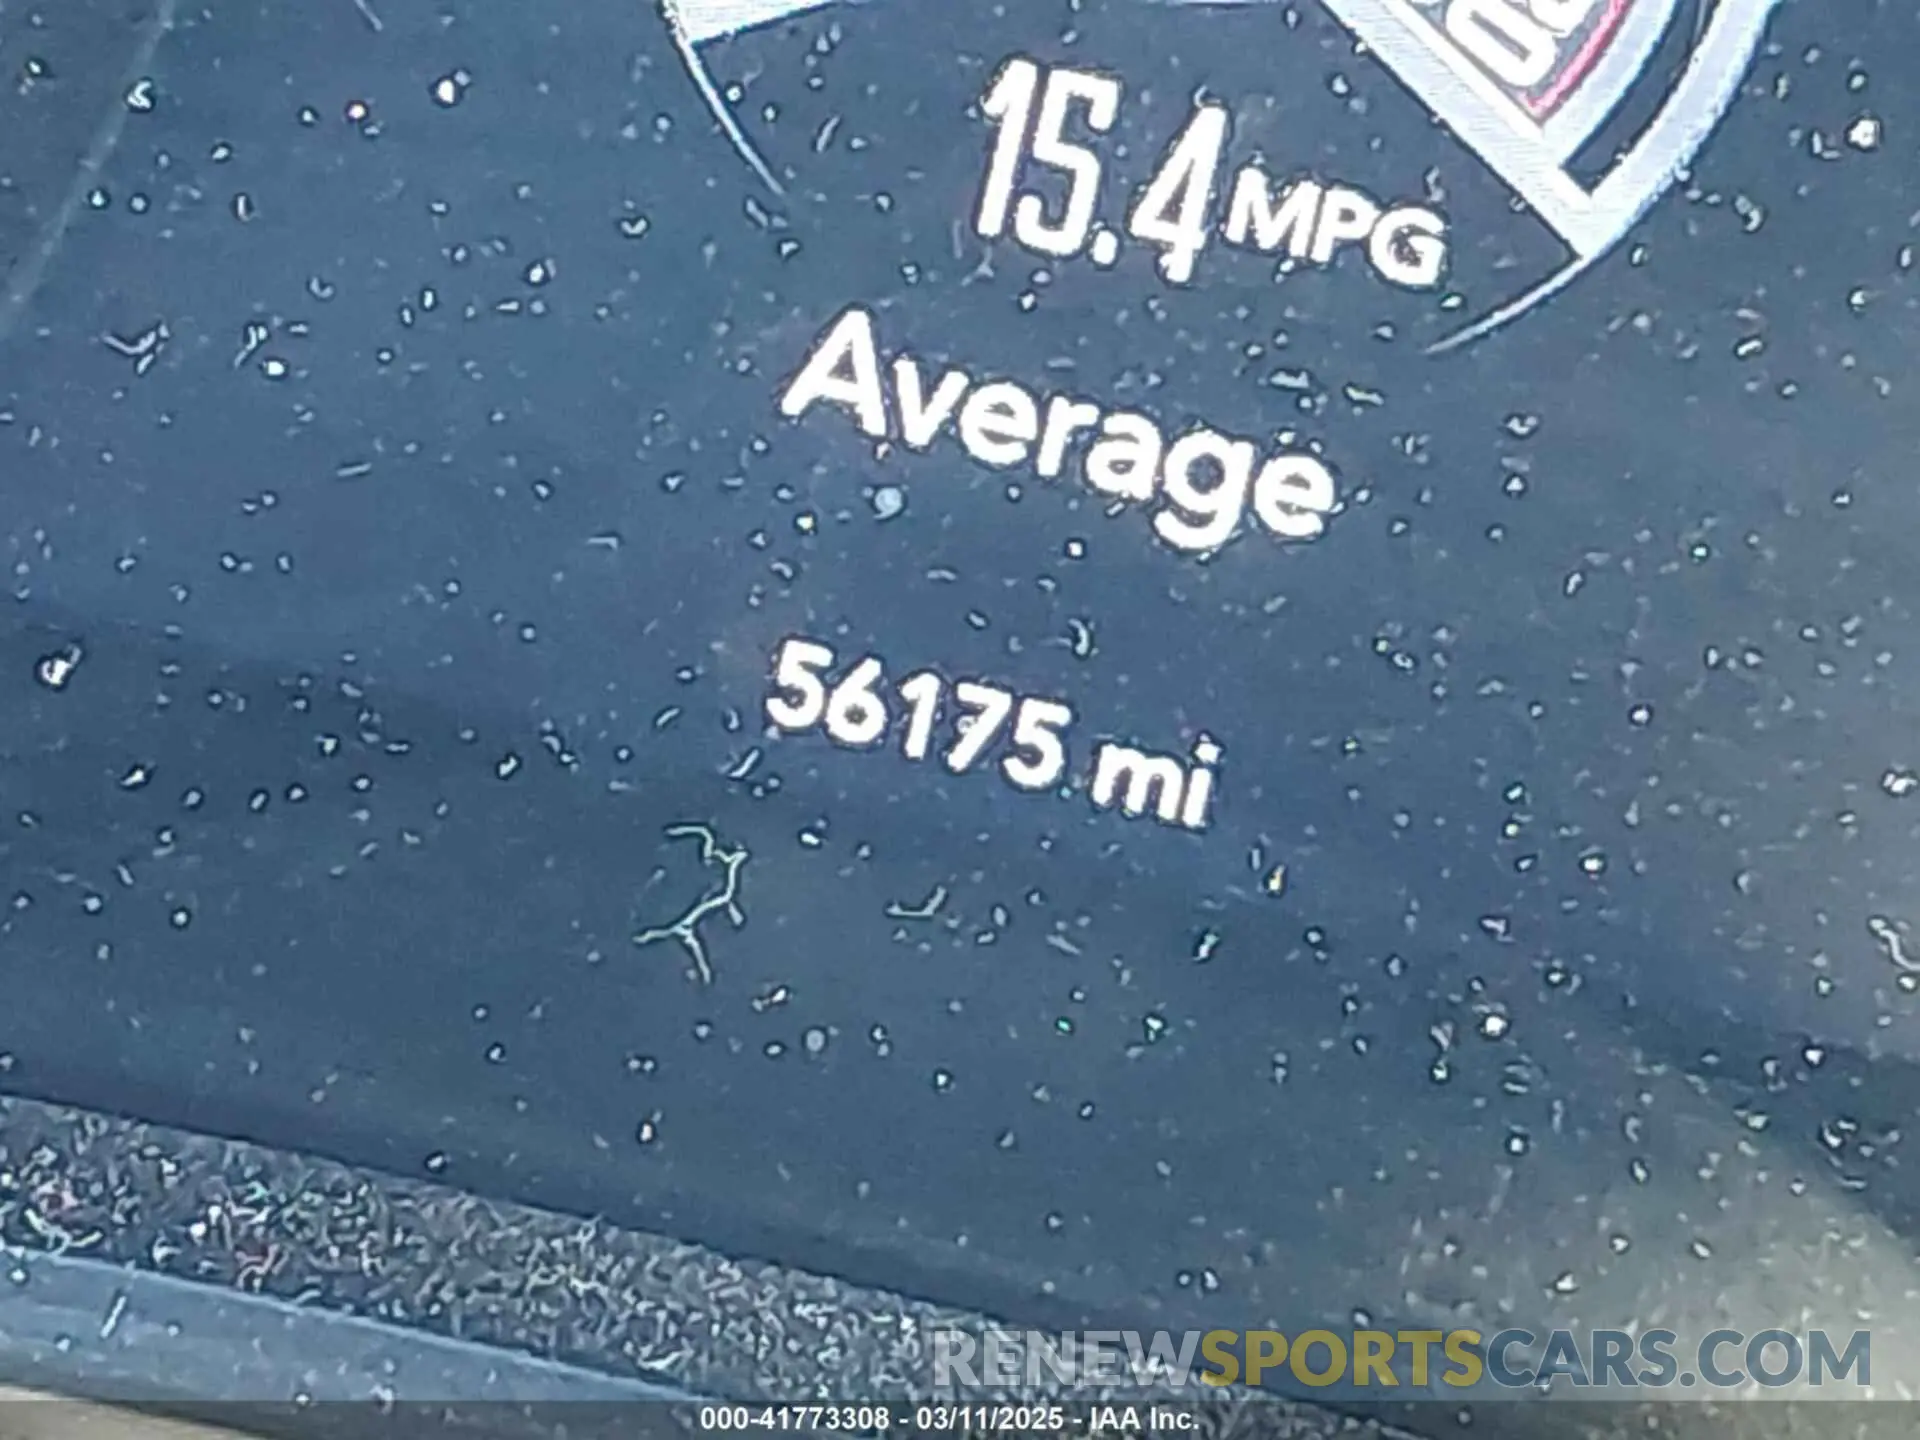 15.4 MPG
Average
56175 mi
RENEWSPORTSCARS.COM
000-41773308 - 03/11/2025 - IAA Inc.